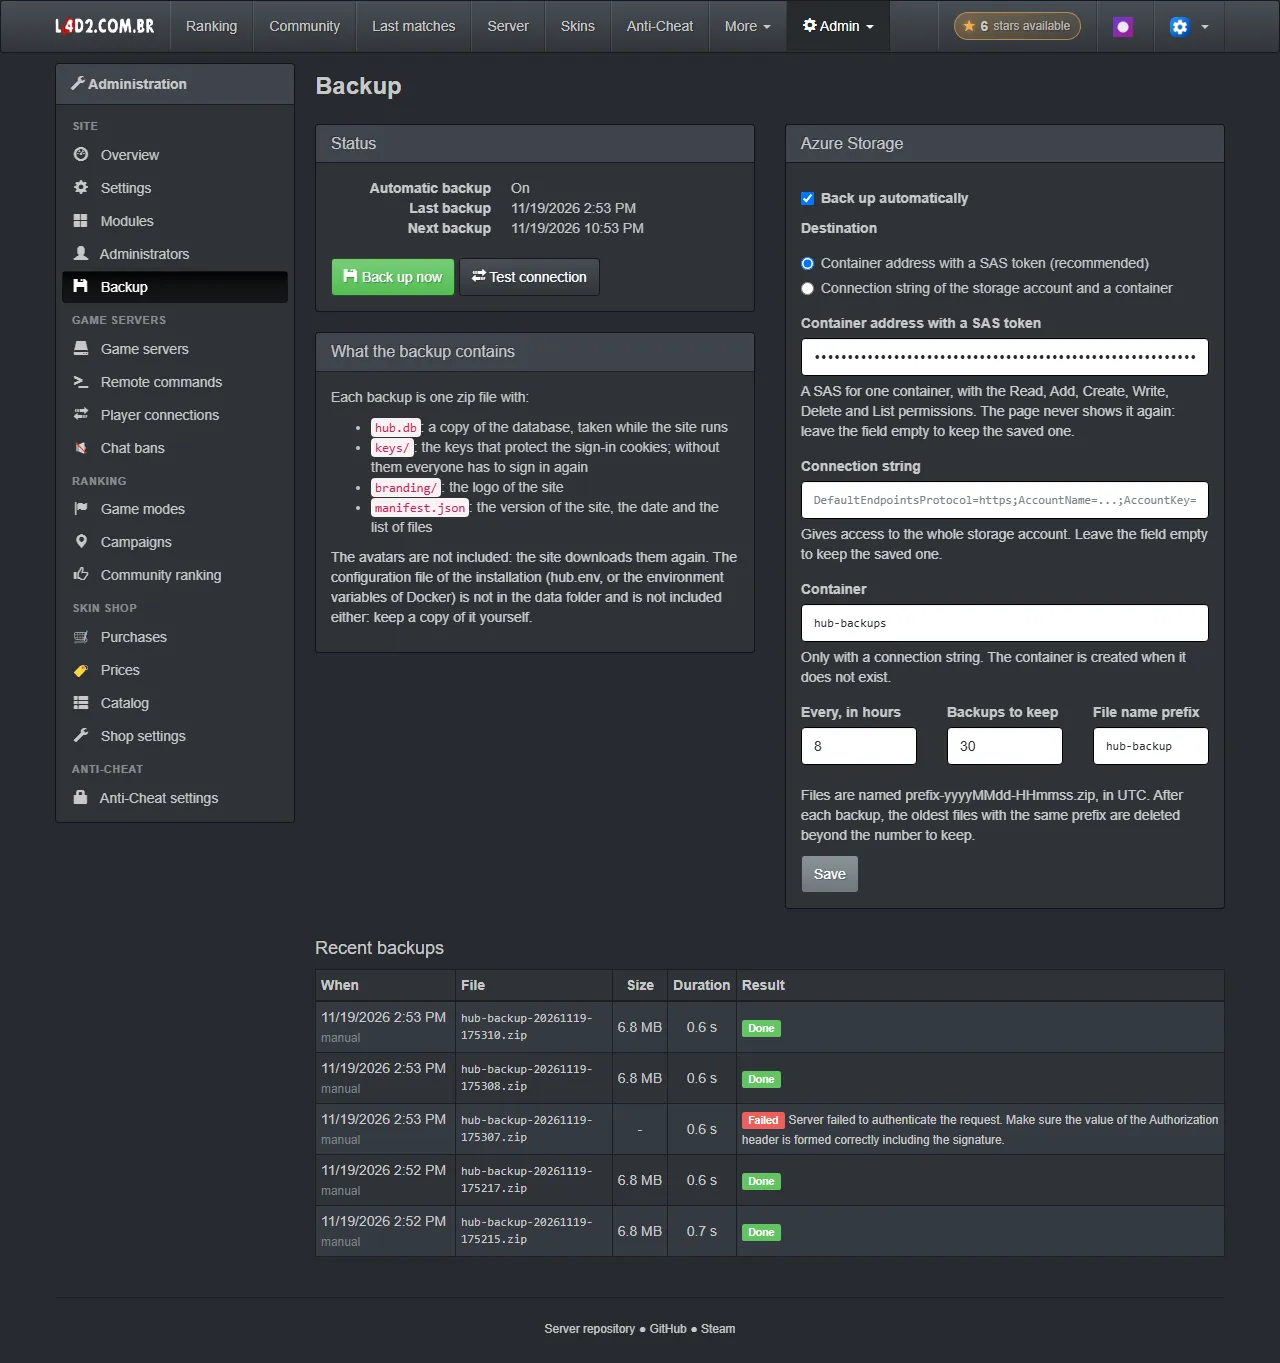 L4D2.COM.BR
Ranking
Community
Last matches
Server
Skins
Anti-Cheat
More
Admin
6 stars available
Administration
SITE
Overview
Settings
Modules
Administrators
Backup
GAME SERVERS
Game servers
Remote commands
Player connections
Chat bans
RANKING
Game modes
Campaigns
Community ranking
SKIN SHOP
Purchases
Prices
Catalog
Shop settings
ANTI-CHEAT
Anti-Cheat settings
Backup
Status
Automatic backup On
Last backup 11/19/2026 2:53 PM
Next backup 11/19/2026 10:53 PM
Back up now
Test connection
What the backup contains
Each backup is one zip file with:
• hub.db: a copy of the database, taken while the site runs
• keys/: the keys that protect the sign-in cookies; without
them everyone has to sign in again
• branding/: the logo of the site
• manifest.json: the version of the site, the date and the
list of files
The avatars are not included: the site downloads them again. The
configuration file of the installation (hub.env, or the environment
variables of Docker) is not in the data folder and is not included
either: keep a copy of it yourself.
Azure Storage
Back up automatically
Destination
Container address with a SAS token (recommended)
Connection string of the storage account and a container
Container address with a SAS token
A SAS for one container, with the Read, Add, Create, Write,
Delete and List permissions. The page never shows it again:
leave the field empty to keep the saved one.
Connection string
DefaultEndpointsProtocol=https;AccountName=...;AccountKey=
Gives access to the whole storage account. Leave the field empty
to keep the saved one.
Container
hub-backups
Only with a connection string. The container is created when it
does not exist.
Every, in hours
Backups to keep
File name prefix
8
30
hub-backup
Files are named prefix-yyyyMMdd-HHmmss.zip, in UTC. After
each backup, the oldest files with the same prefix are deleted
beyond the number to keep.
Save
Recent backups
When File Size Duration Result
11/19/2026 2:53 PM
manual
hub-backup-20261119-
175310.zip
6.8 MB 0.6 s Done
11/19/2026 2:53 PM
manual
hub-backup-20261119-
175308.zip
6.8 MB 0.6 s Done
11/19/2026 2:53 PM
manual
hub-backup-20261119-
175307.zip
- 0.6 s Failed Server failed to authenticate the request. Make sure the value of the Authorization
header is formed correctly including the signature.
11/19/2026 2:52 PM
manual
hub-backup-20261119-
175217.zip
6.8 MB 0.6 s Done
11/19/2026 2:52 PM
manual
hub-backup-20261119-
175215.zip
6.8 MB 0.7 s Done
Server repository ● GitHub ● Steam